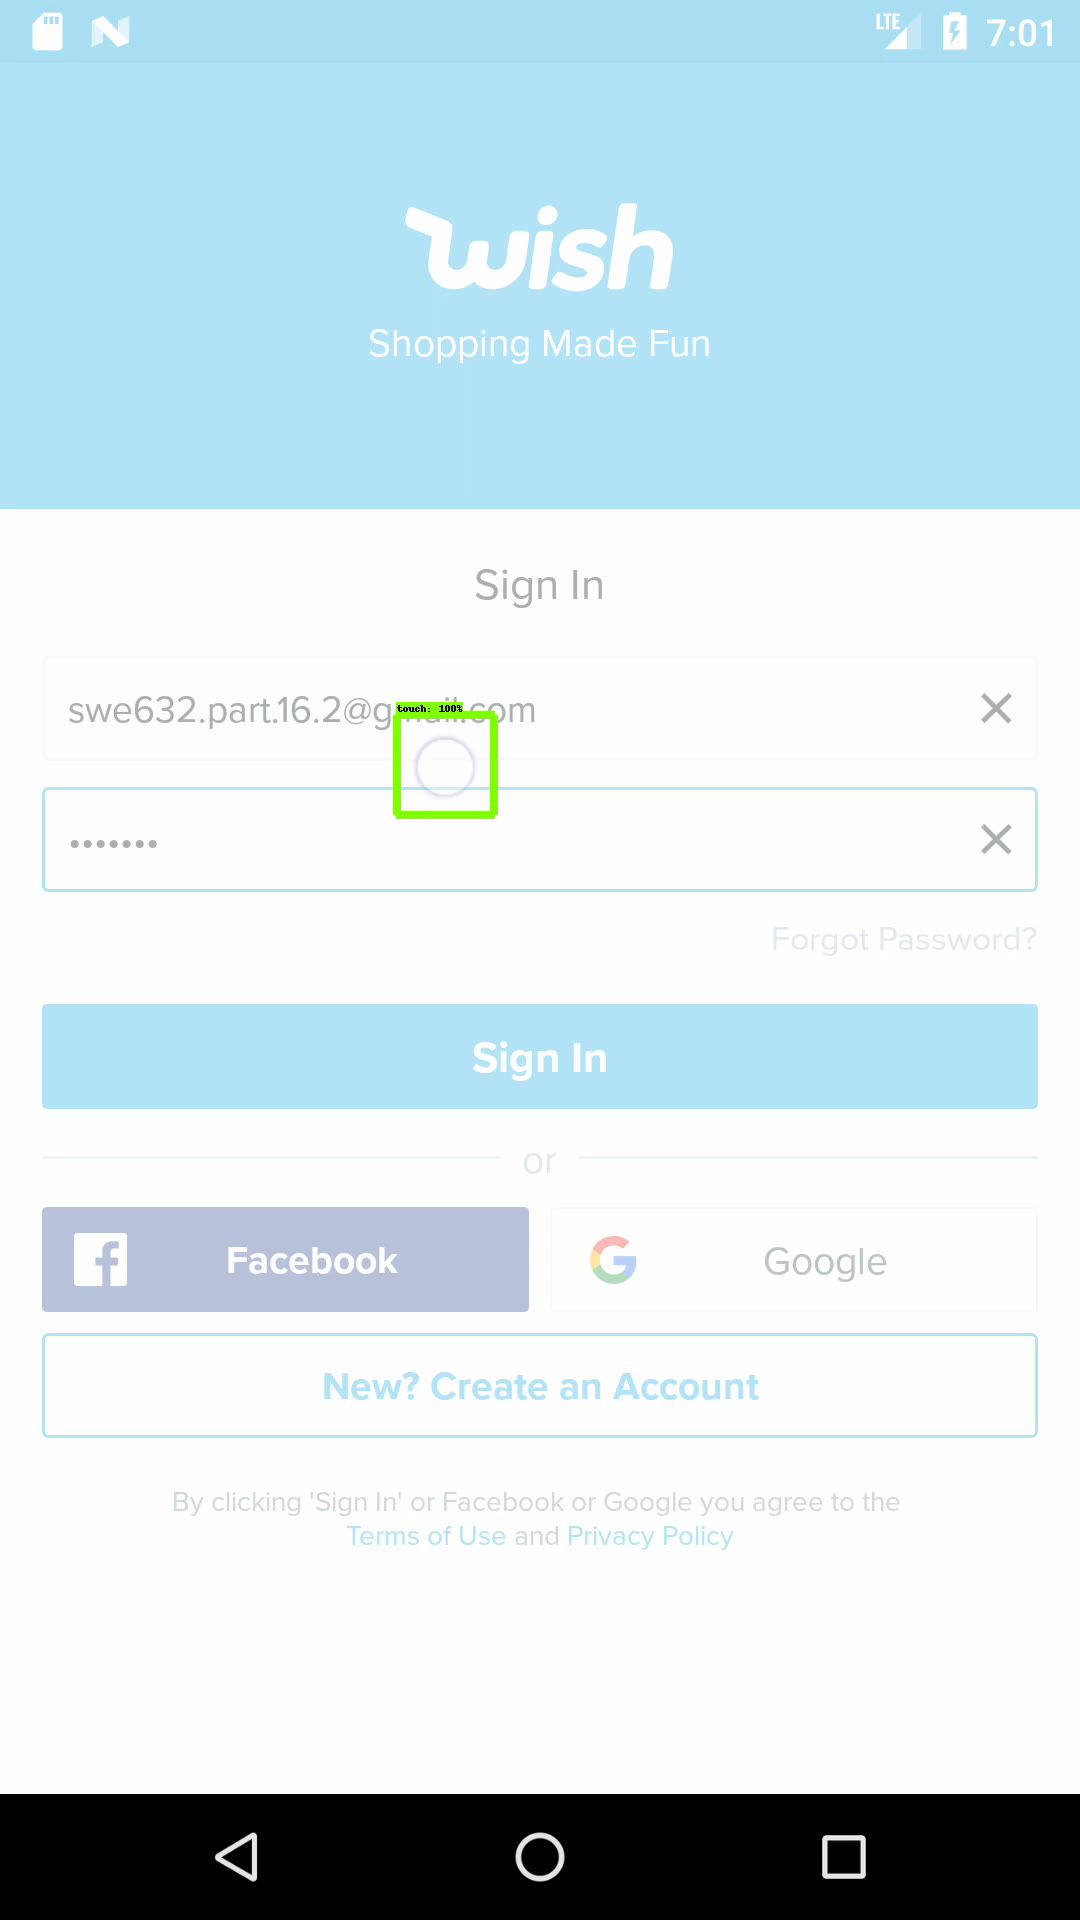 LTE 7:01
wish
Shopping Made Fun
Sign In
swe632.part.16.2@gmail.com
touch: 100%
•••••••
Forgot Password?
Sign In
or
Facebook
Google
New? Create an Account
By clicking 'Sign In' or Facebook or Google you agree to the
Terms of Use and Privacy Policy